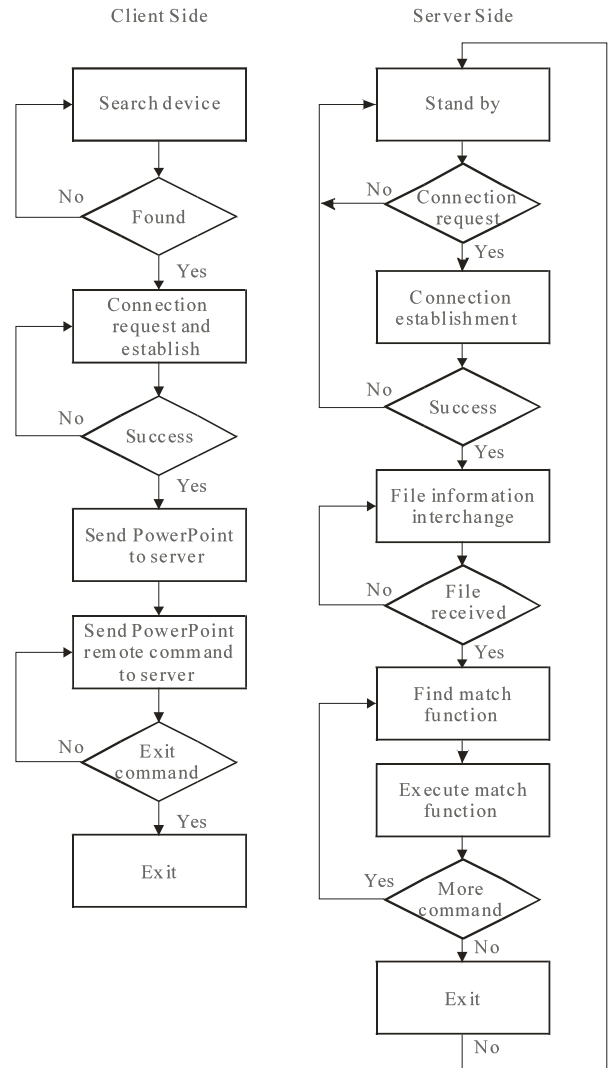 Client Side
Search device
No
Found
Yes
Connection
request and
establish
No
Success
Yes
Send PowerPoint
to server
Send PowerPoint
remote command
to server
No
Exit
command
Yes
Exit
Server Side
Stand by
No
Connection
request
Yes
Connection
establishment
No
Success
Yes
File information
interchange
No
File
received
Yes
Find match
function
Execute match
function
Yes
More
command
No
Exit
No